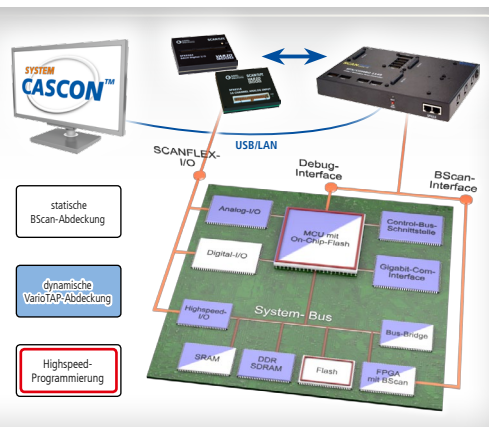 SYSTEM
CASCON™
USB/LAN
SCANFLEX-
I/O
Debug-
Interface
BScan-
Interface
statische
BScan-Abdeckung
dynamische
VarioTAP-Abdeckung
Highspeed-
Programmierung
Analog-I/O
MCU mit
On-Chip-Flash
Control-Bus-
Schnittstelle
Digital-I/O
Gigabit-Com-
Interface
Highspeed-
I/O
System- Bus
Bus-Bridge
SRAM
DDR
SDRAM
Flash
FPGA
mit BScan